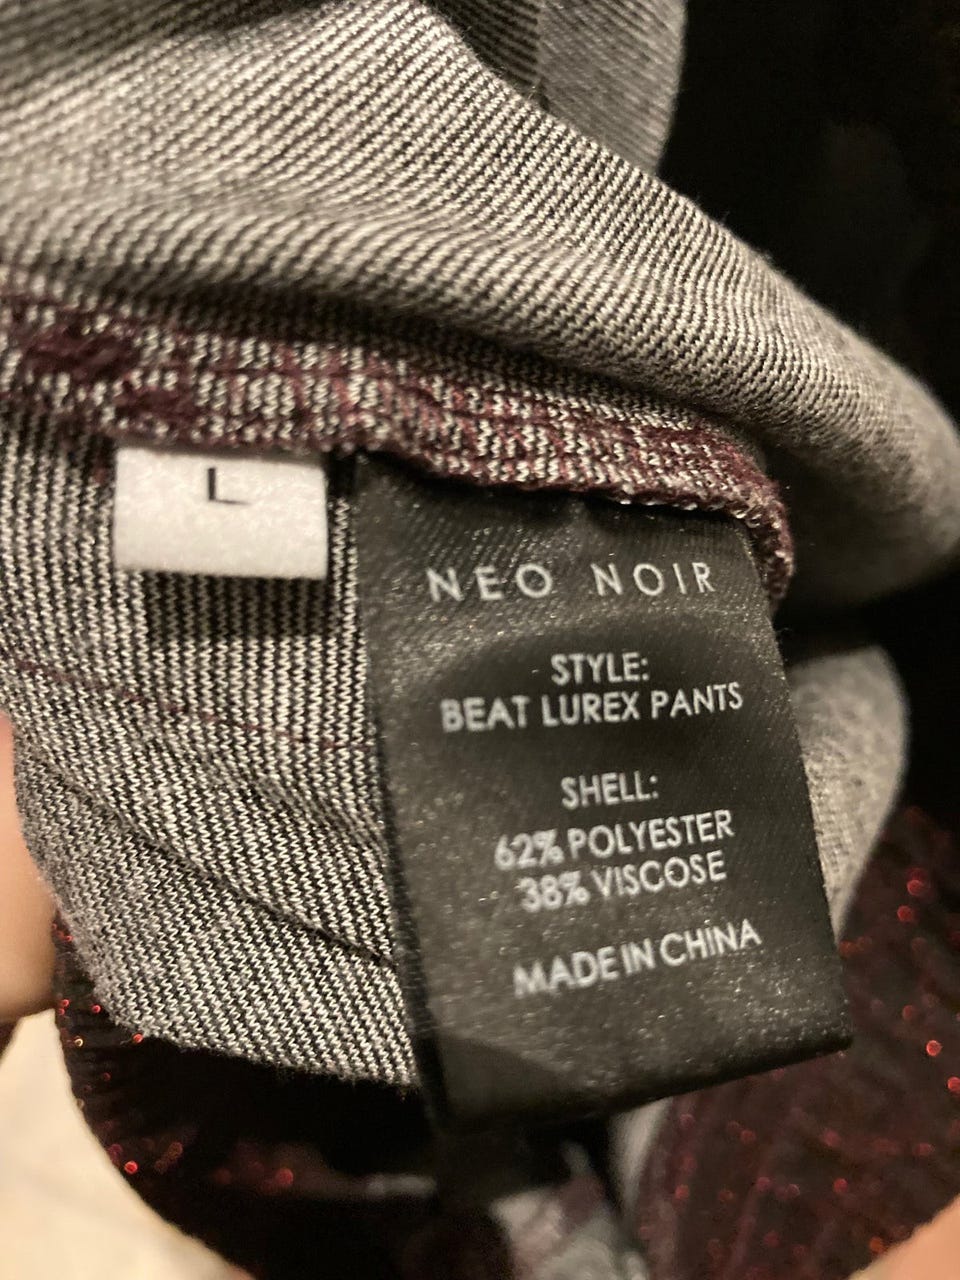 L
NEO NOIR
STYLE:
BEAT LUREX PANTS
SHELL:
62% POLYESTER
38% VISCOSE
MADE IN CHINA